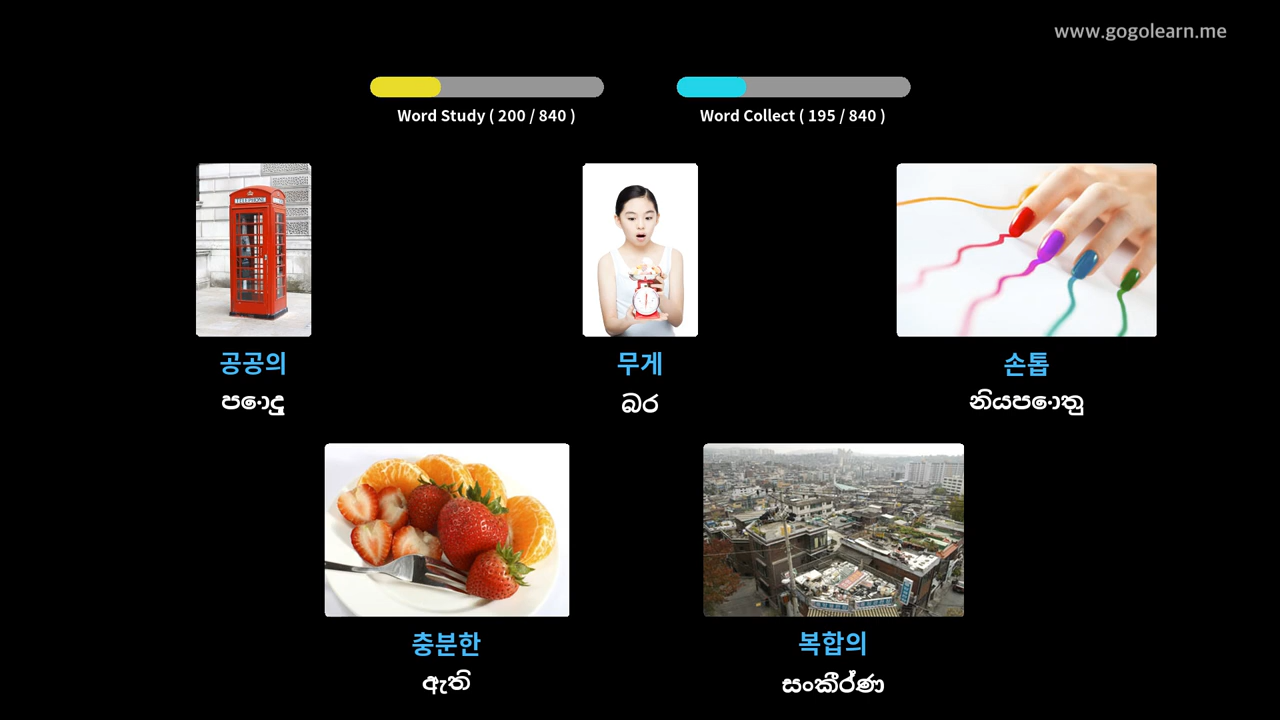 www.gogolearn.me
Word Study ( 200 / 840 )
Word Collect ( 195 / 840 )
TELEPHONE
공공의
පොදු
무게
බර
손톱
නියපොතු
충분한
ඇති
복합의
සංකීර්ණ